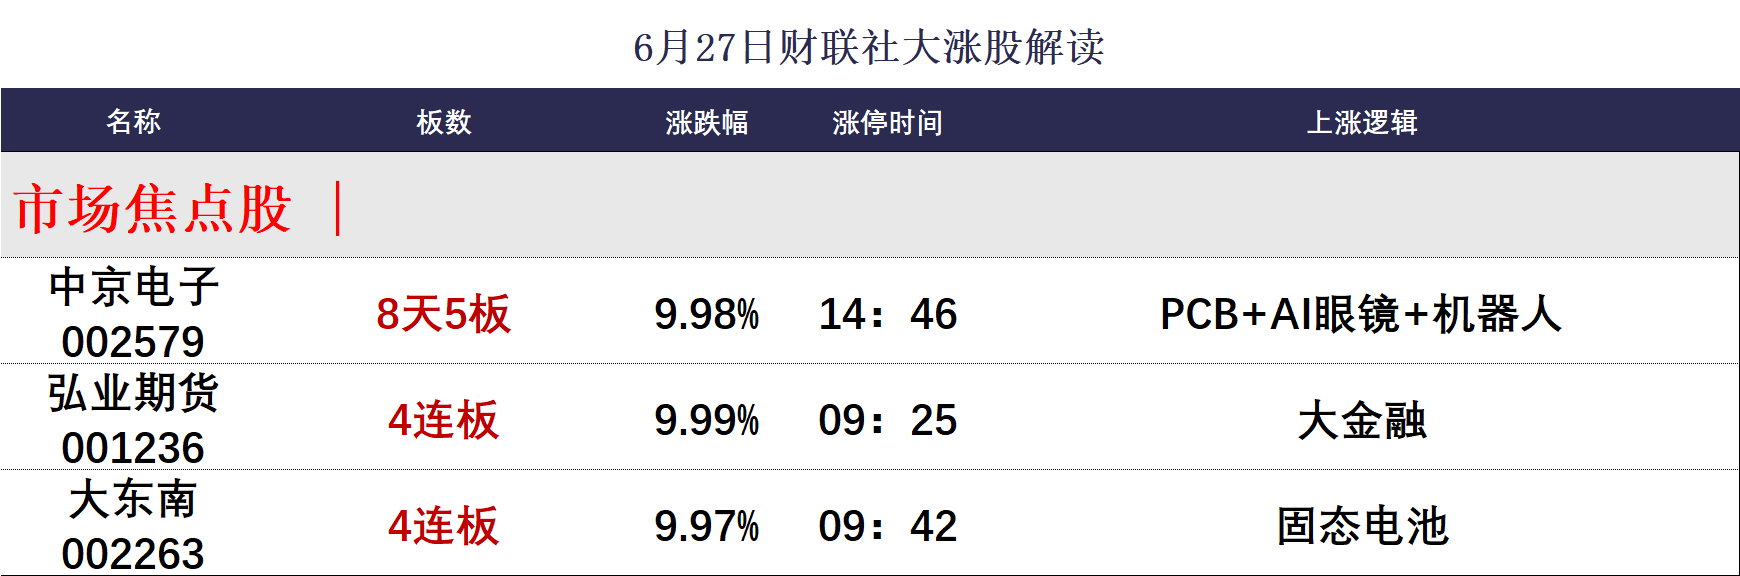 6月27日财联社大涨股解读
名称 板数 涨跌幅 涨停时间 上涨逻辑
市场焦点股 |
中京电子
002579 8天5板 9.98% 14：46 PCB+AI眼镜+机器人
弘业期货
001236 4连板 9.99% 09：25 大金融
大东南
002263 4连板 9.97% 09：42 固态电池